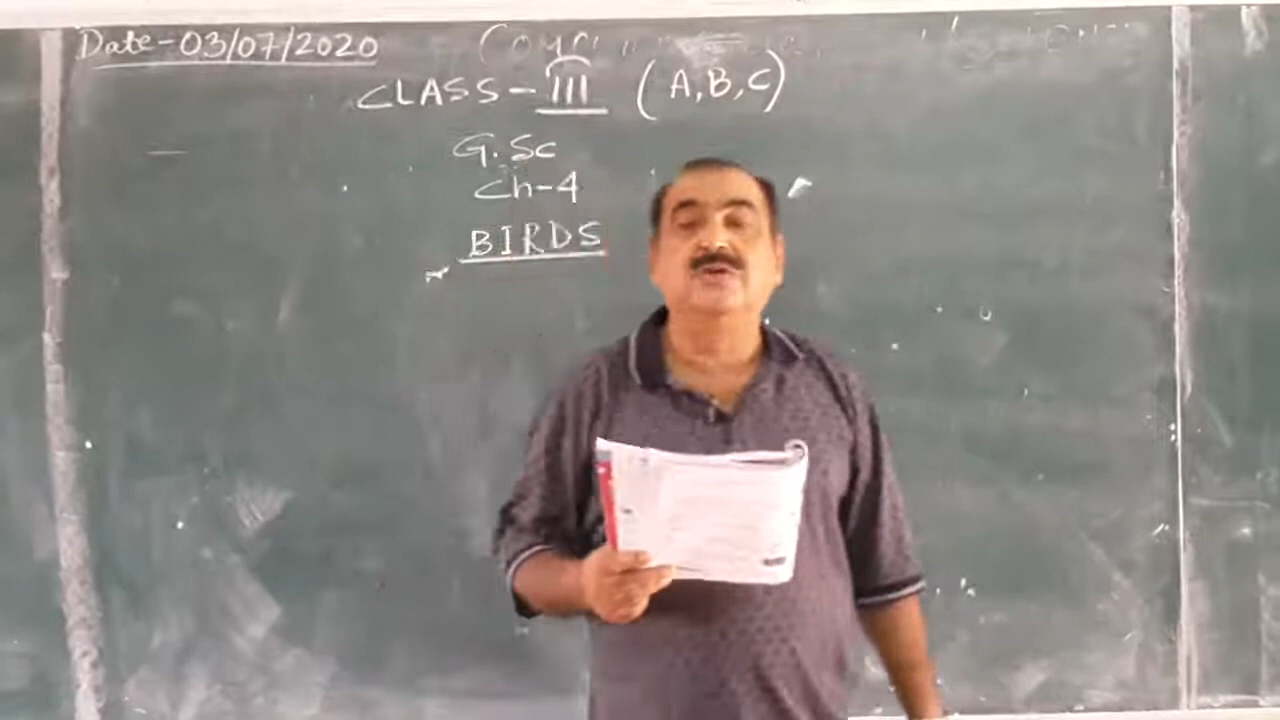 Date-03/07/2020
CLASS-III (A,B,C)
G.Sc
Ch-4
BIRDS